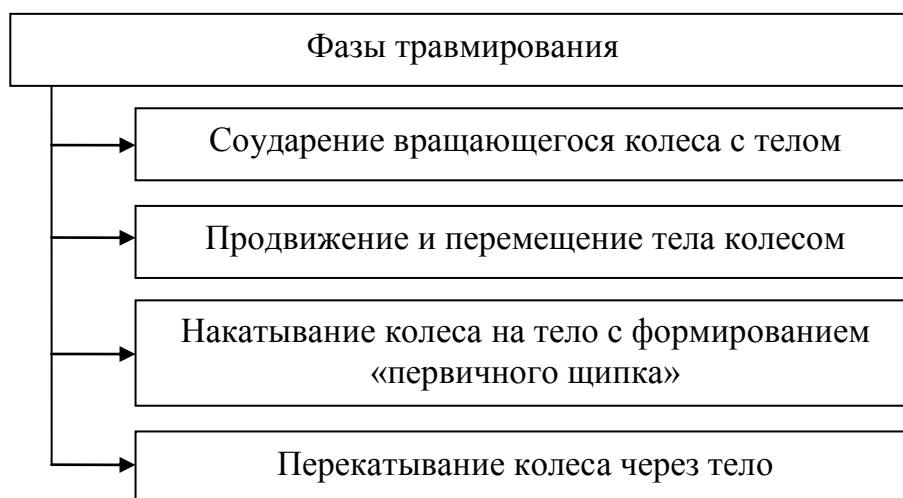 Фазы травмирования
Соударение вращающегося колеса с телом
Продвижение и перемещение тела колесом
Накатывание колеса на тело с формированием
«первичного щипка»
Перекатывание колеса через тело